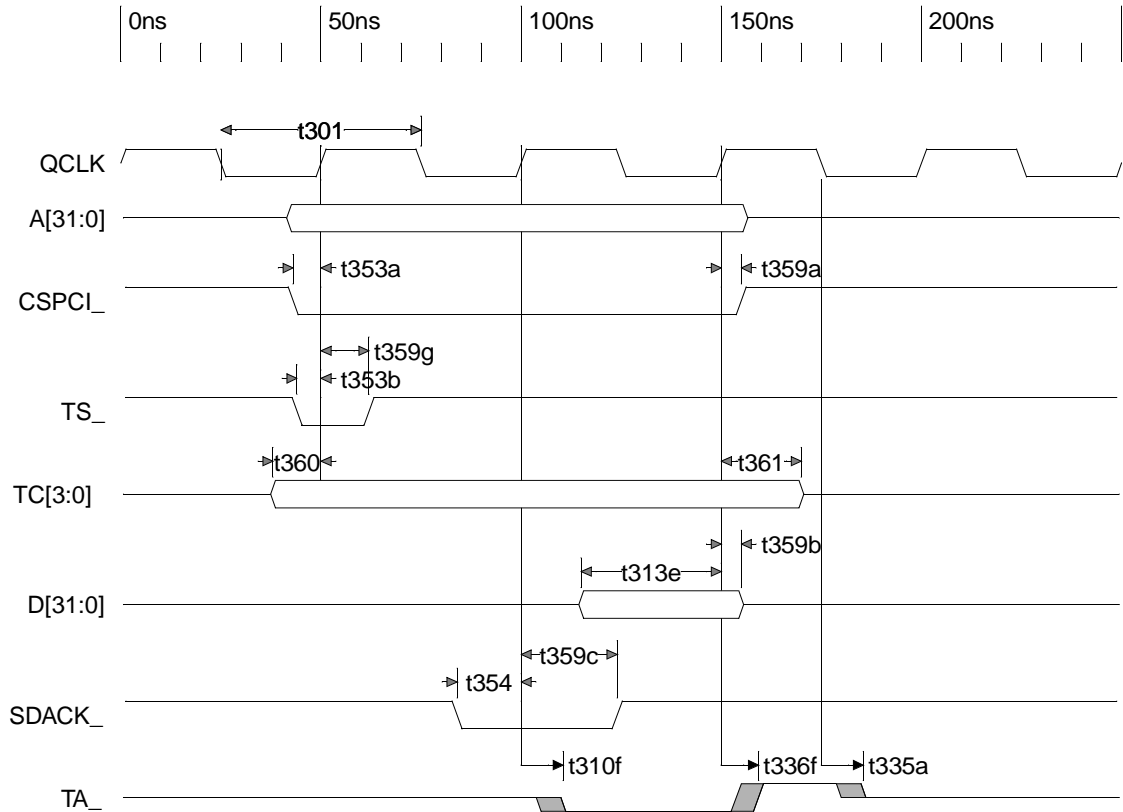 0ns 50ns 100ns 150ns 200ns
t301
QCLK
A[31:0]
t353a t359a
CSPCI_
t359g
t353b
TS_
t360 t361
TC[3:0]
t359b
t313e
D[31:0]
t359c
t354
SDACK_
t310f t336f t335a
TA_